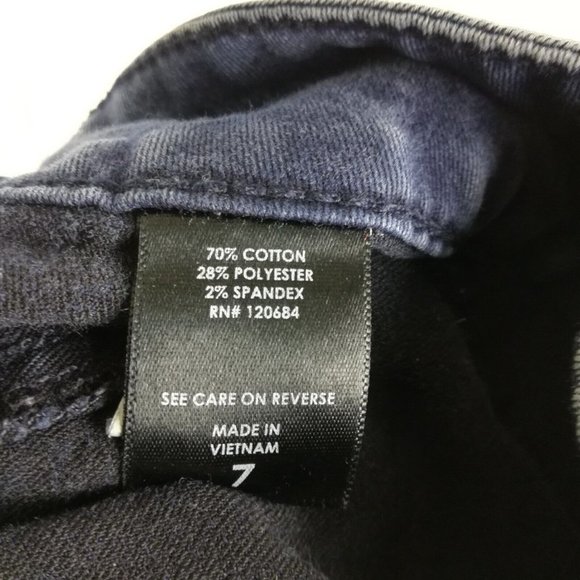 70% COTTON
28% POLYESTER
2% SPANDEX
RN# 120684
SEE CARE ON REVERSE
MADE IN
VIETNAM
7